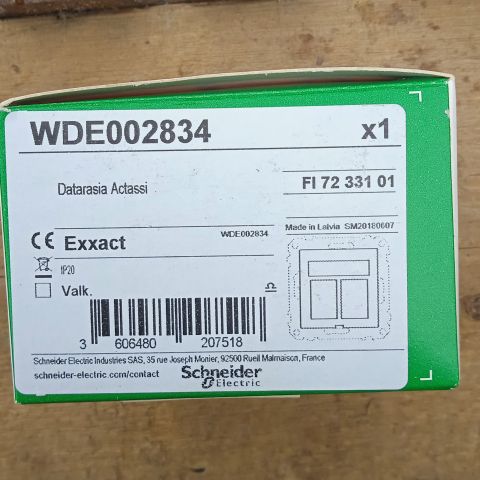 WDE002834 x1
Datarasia Actassi FI 72 331 01
Made in Latvia SM20180607
CE Exxact WDE002834
IP20
Valk.
3 606480 207518
Schneider Electric Industries SAS, 35 rue Joseph Monier, 92500 Rueil Malmaison, France
schneider-electric.com/contact
Schneider
Electric